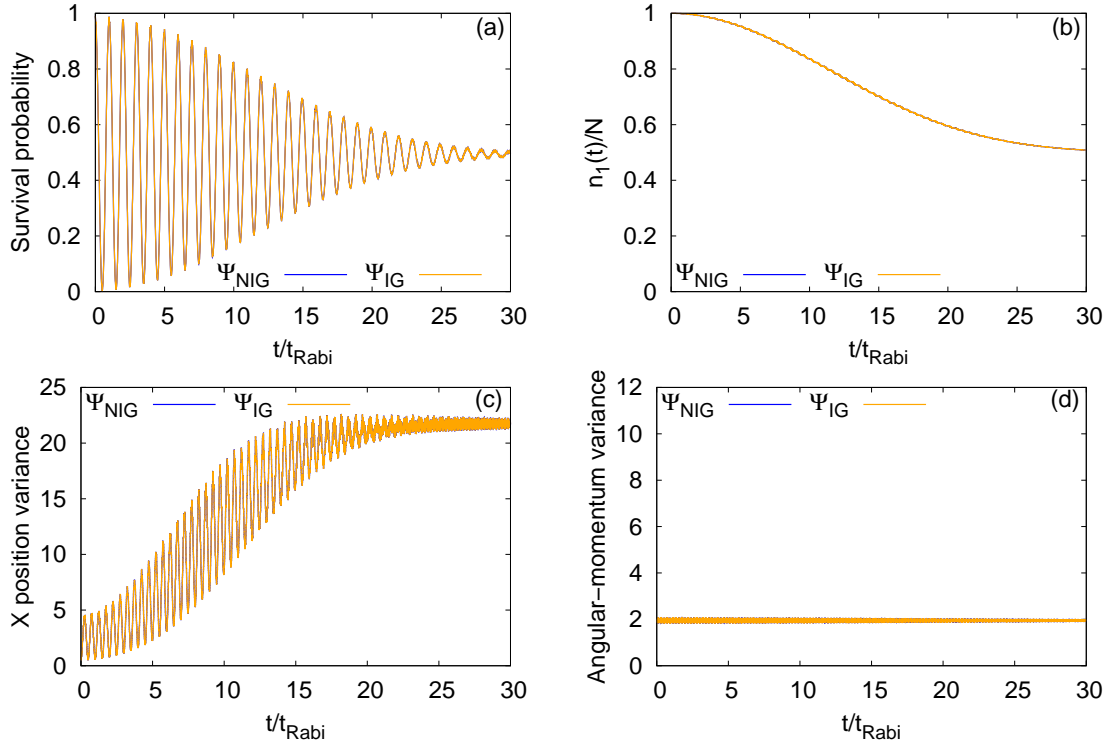 (a)
Survival probability
1
0.8
0.6
0.4
0.2
0
Ψ_NIG Ψ_IG
0 5 10 15 20 25 30
t/t_Rabi
(b)
n_1(t)/N
1
0.8
0.6
0.4
0.2
0
Ψ_NIG Ψ_IG
0 5 10 15 20 25 30
t/t_Rabi
(c)
X position variance
25
20
15
10
5
0
Ψ_NIG Ψ_IG
0 5 10 15 20 25 30
t/t_Rabi
(d)
Angular-momentum variance
12
10
8
6
4
2
0
Ψ_NIG Ψ_IG
0 5 10 15 20 25 30
t/t_Rabi